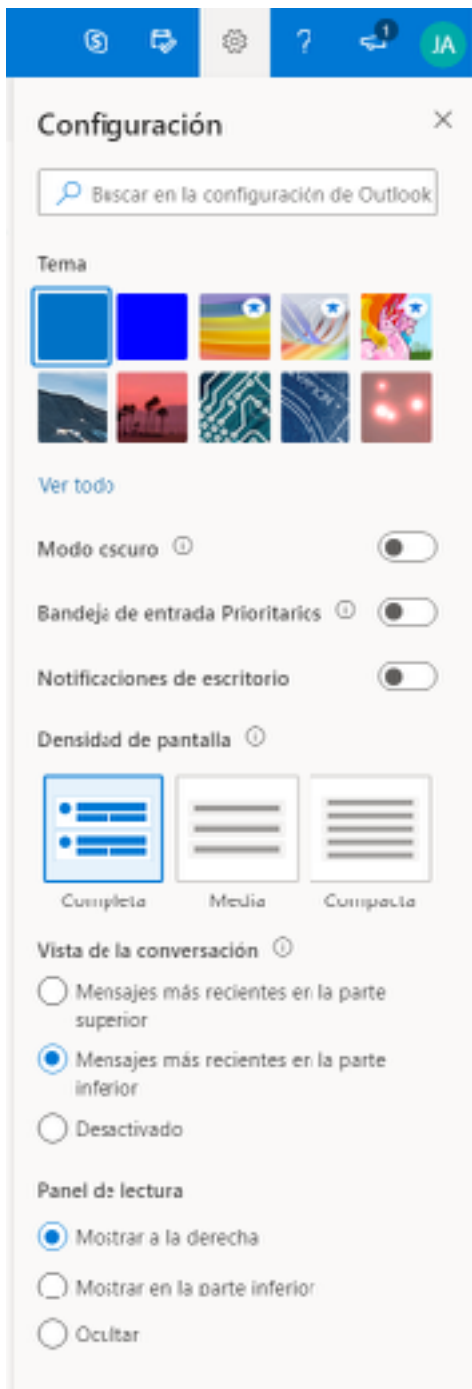 ?
1
JA
Configuración
Buscar en la configuración de Outlook
Tema
Ver todo
Modo oscuro
Bandeja de entrada Prioritarios
Notificaciones de escritorio
Densidad de pantalla
Completa Media Compacta
Vista de la conversación
Mensajes más recientes en la parte
superior
Mensajes más recientes en la parte
inferior
Desactivado
Panel de lectura
Mostrar a la derecha
Mostrar en la parte inferior
Ocultar